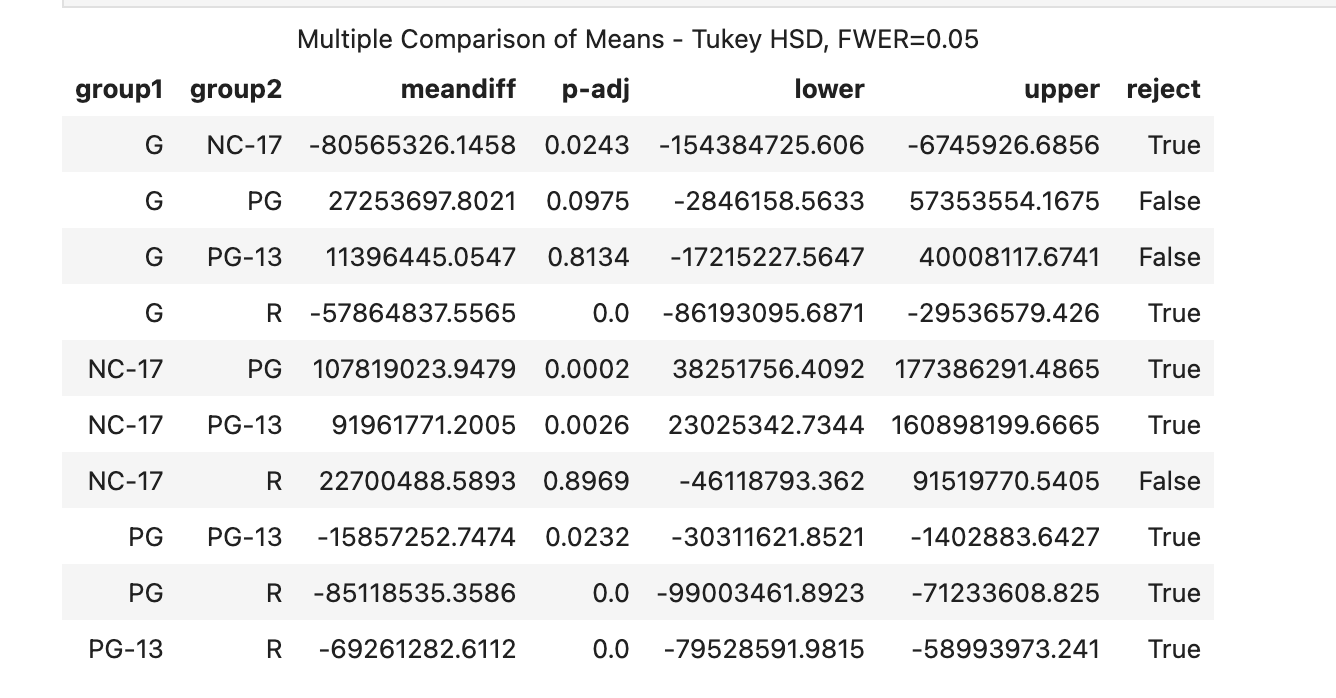 Multiple Comparison of Means - Tukey HSD, FWER=0.05
group1 group2 meandiff p-adj lower upper reject
G NC-17 -80565326.1458 0.0243 -154384725.606 -6745926.6856 True
G PG 27253697.8021 0.0975 -2846158.5633 57353554.1675 False
G PG-13 11396445.0547 0.8134 -17215227.5647 40008117.6741 False
G R -57864837.5565 0.0 -86193095.6871 -29536579.426 True
NC-17 PG 107819023.9479 0.0002 38251756.4092 177386291.4865 True
NC-17 PG-13 91961771.2005 0.0026 23025342.7344 160898199.6665 True
NC-17 R 22700488.5893 0.8969 -46118793.362 91519770.5405 False
PG PG-13 -15857252.7474 0.0232 -30311621.8521 -1402883.6427 True
PG R -85118535.3586 0.0 -99003461.8923 -71233608.825 True
PG-13 R -69261282.6112 0.0 -79528591.9815 -58993973.241 True